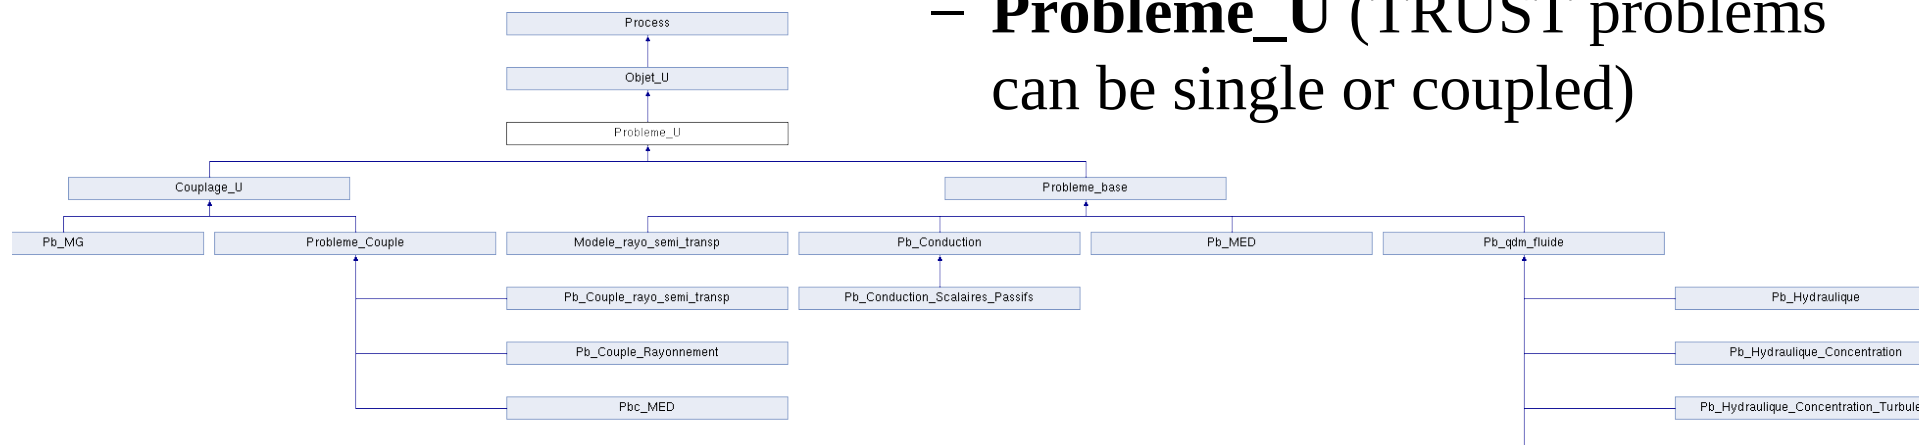 – Probleme_U (TRUST problems
can be single or coupled)
Process
Objet_U
Probleme_U
Couplage_U Probleme_base
Pb_MG Probleme_Couple Modele_rayo_semi_transp Pb_Conduction Pb_MED Pb_qdm_fluide
Pb_Couple_rayo_semi_transp Pb_Conduction_Scalaires_Passifs Pb_Hydraulique
Pb_Couple_Rayonnement Pb_Hydraulique_Concentration
Pbc_MED Pb_Hydraulique_Concentration_Turbule